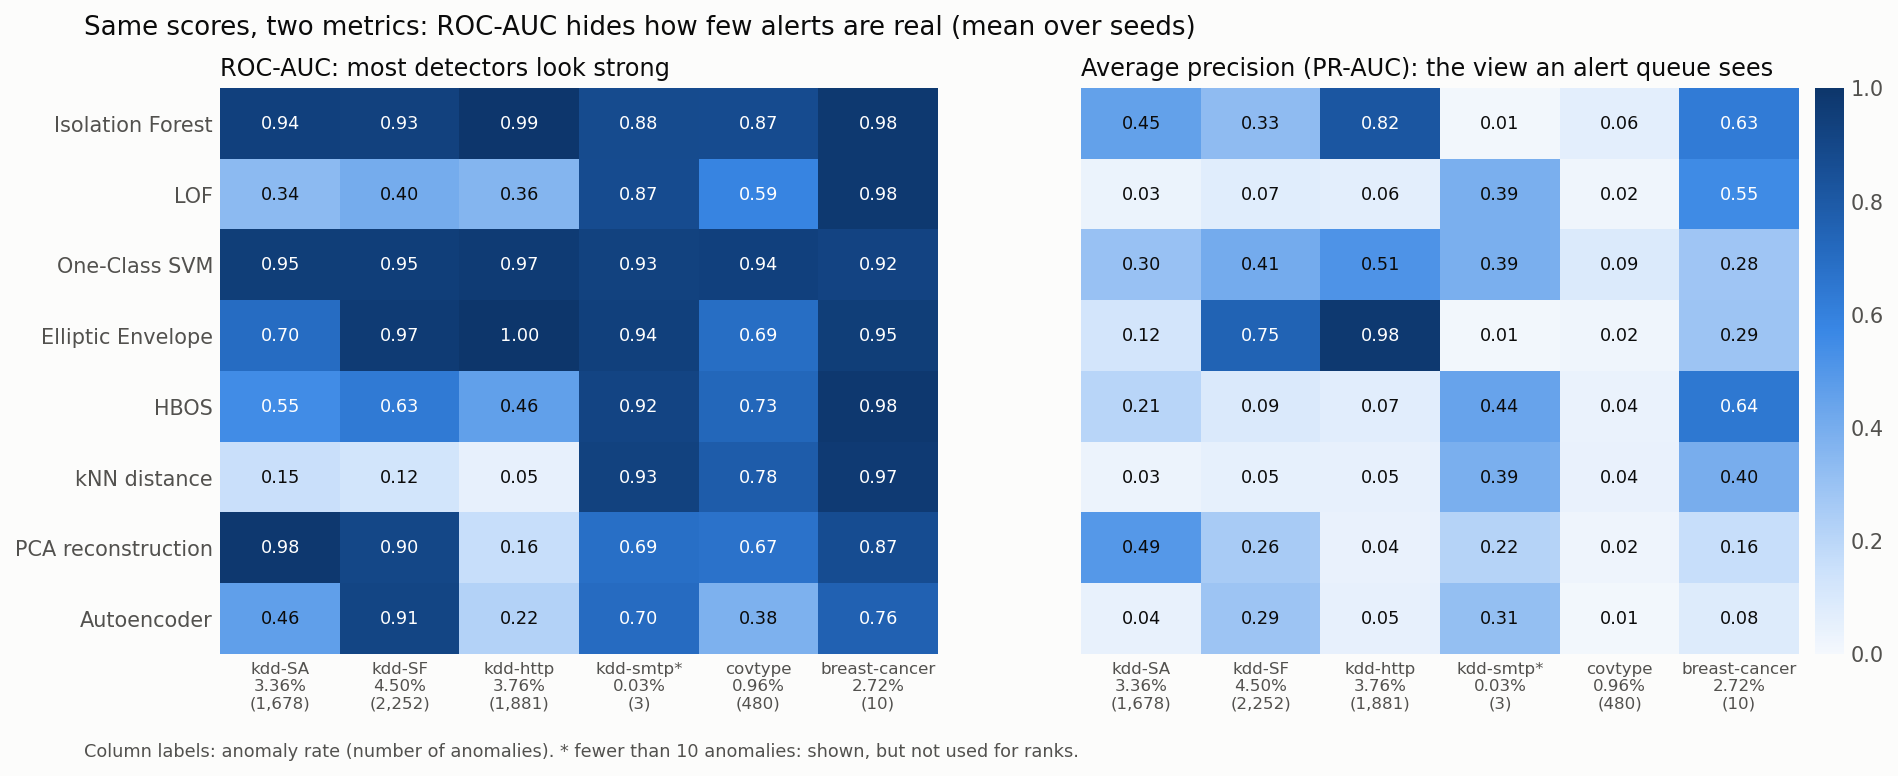 Same scores, two metrics: ROC-AUC hides how few alerts are real (mean over seeds)
ROC-AUC: most detectors look strong
Isolation Forest 0.94 0.93 0.99 0.88 0.87 0.98
LOF 0.34 0.40 0.36 0.87 0.59 0.98
One-Class SVM 0.95 0.95 0.97 0.93 0.94 0.92
Elliptic Envelope 0.70 0.97 1.00 0.94 0.69 0.95
HBOS 0.55 0.63 0.46 0.92 0.73 0.98
kNN distance 0.15 0.12 0.05 0.93 0.78 0.97
PCA reconstruction 0.98 0.90 0.16 0.69 0.67 0.87
Autoencoder 0.46 0.91 0.22 0.70 0.38 0.76
kdd-SA kdd-SF kdd-http kdd-smtp* covtype breast-cancer
3.36% 4.50% 3.76% 0.03% 0.96% 2.72%
(1,678) (2,252) (1,881) (3) (480) (10)
Average precision (PR-AUC): the view an alert queue sees
0.45 0.33 0.82 0.01 0.06 0.63
0.03 0.07 0.06 0.39 0.02 0.55
0.30 0.41 0.51 0.39 0.09 0.28
0.12 0.75 0.98 0.01 0.02 0.29
0.21 0.09 0.07 0.44 0.04 0.64
0.03 0.05 0.05 0.39 0.04 0.40
0.49 0.26 0.04 0.22 0.02 0.16
0.04 0.29 0.05 0.31 0.01 0.08
kdd-SA kdd-SF kdd-http kdd-smtp* covtype breast-cancer
3.36% 4.50% 3.76% 0.03% 0.96% 2.72%
(1,678) (2,252) (1,881) (3) (480) (10)
1.0
0.8
0.6
0.4
0.2
0.0
Column labels: anomaly rate (number of anomalies). * fewer than 10 anomalies: shown, but not used for ranks.